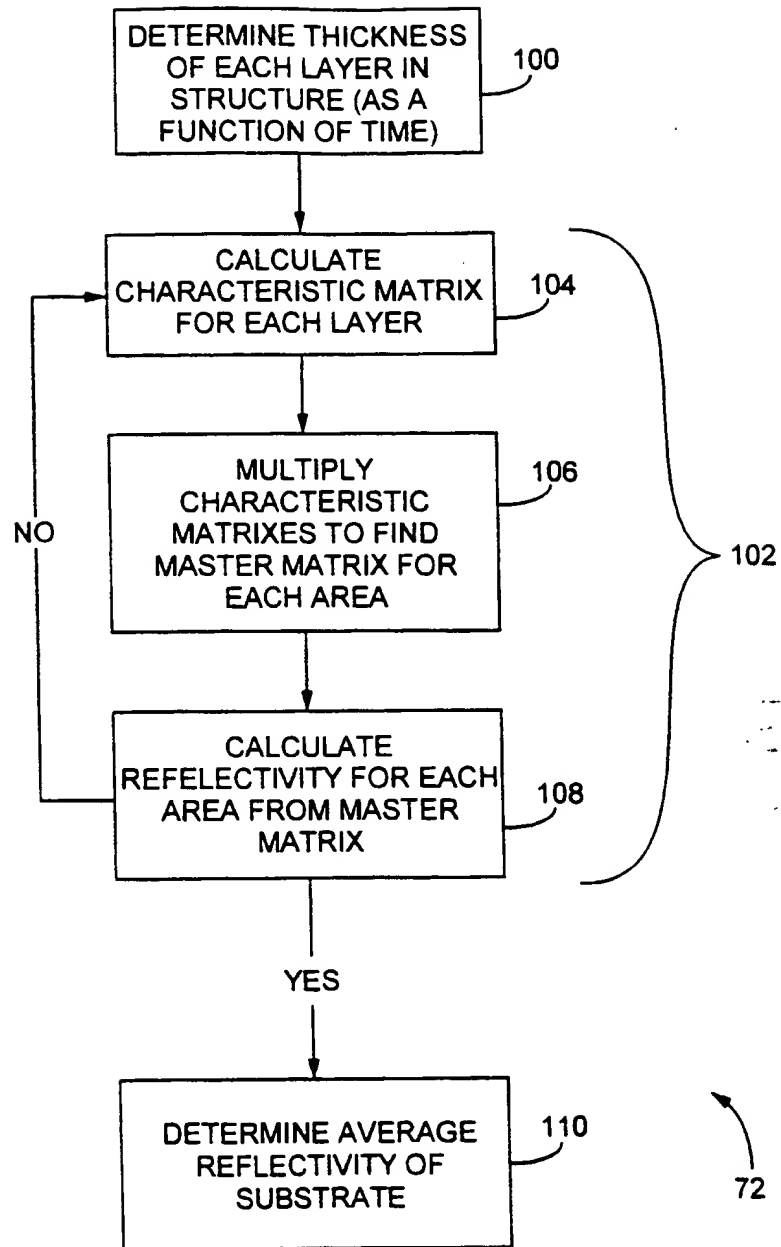 DETERMINE THICKNESS
OF EACH LAYER IN
STRUCTURE (AS A
FUNCTION OF TIME)
100
CALCULATE
CHARACTERISTIC MATRIX
FOR EACH LAYER
104
MULTIPLY
CHARACTERISTIC
MATRIXES TO FIND
MASTER MATRIX FOR
EACH AREA
106
NO
102
CALCULATE
REFELECTIVITY FOR EACH
AREA FROM MASTER
MATRIX
108
YES
DETERMINE AVERAGE
REFLECTIVITY OF
SUBSTRATE
110
72